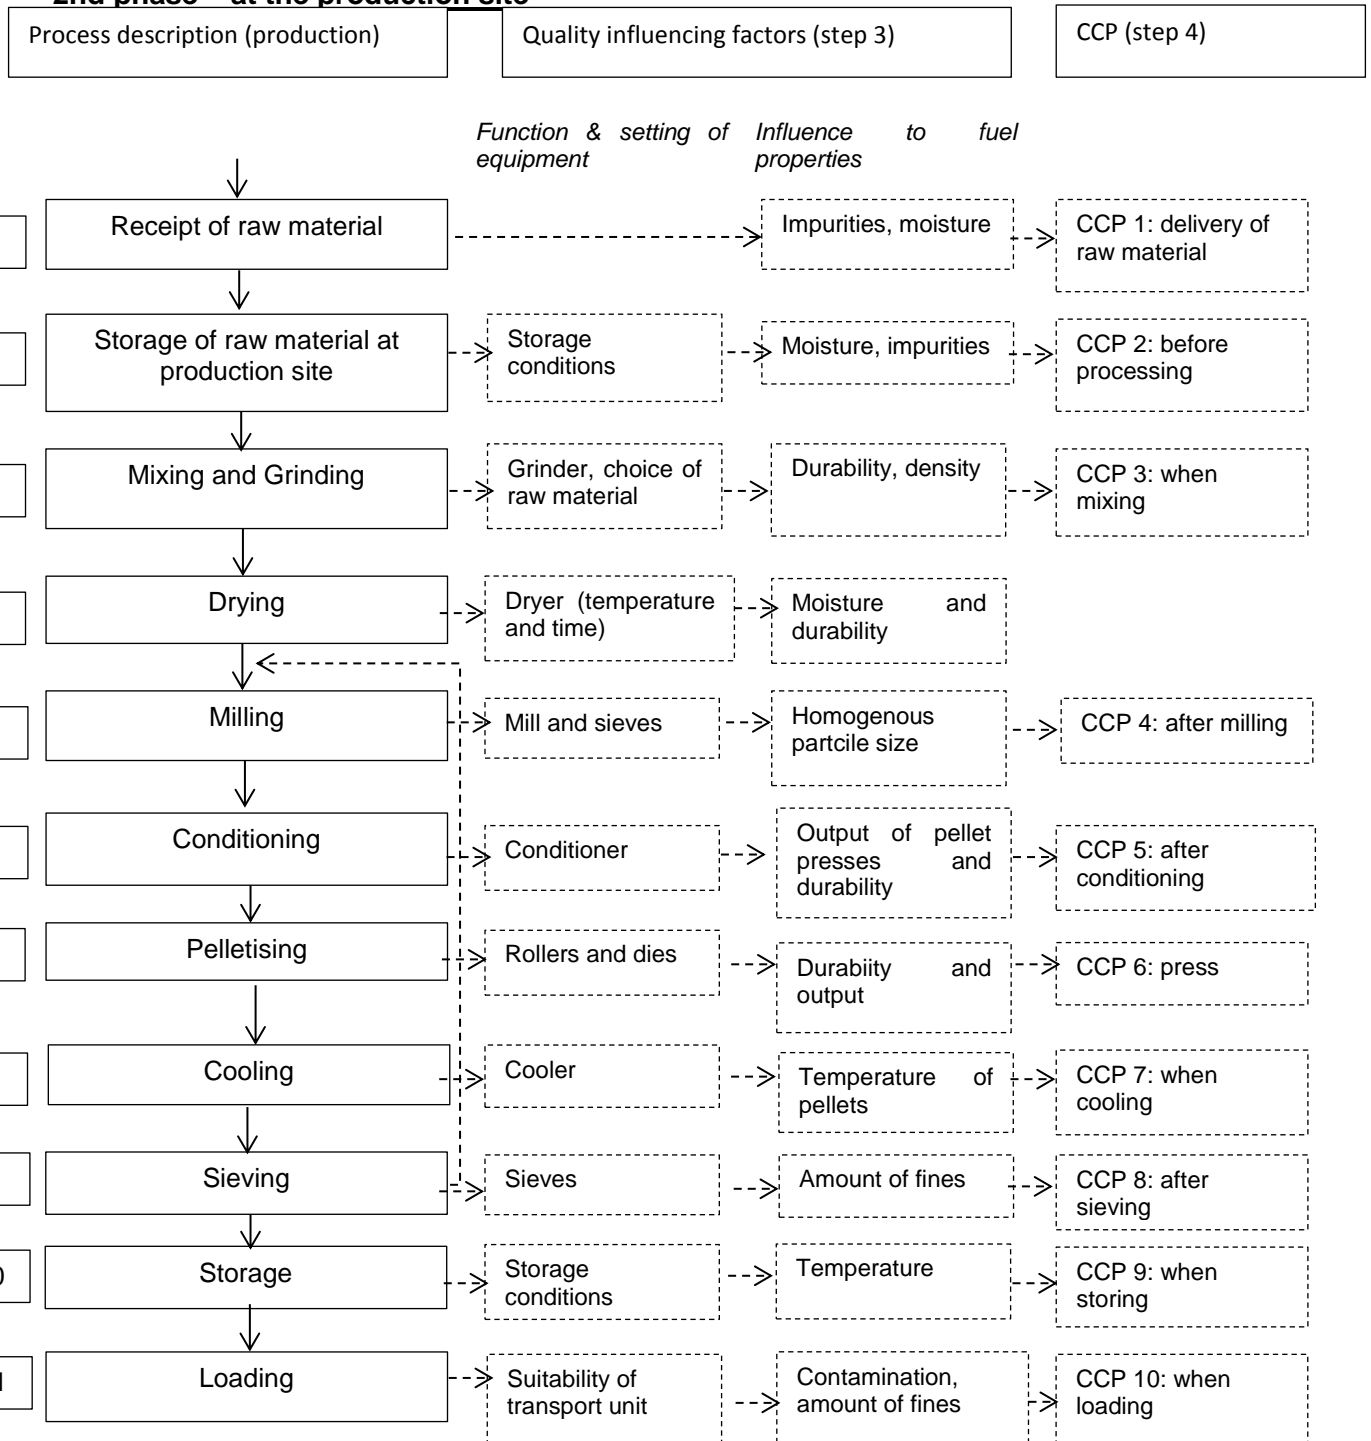 2nd phase – at the production site
Process description (production)
Quality influencing factors (step 3)
CCP (step 4)
Function & setting of
equipment
Influence to fuel
properties
Receipt of raw material
Impurities, moisture
CCP 1: delivery of
raw material
Storage of raw material at
production site
Storage
conditions
Moisture, impurities
CCP 2: before
processing
Mixing and Grinding
Grinder, choice of
raw material
Durability, density
CCP 3: when
mixing
Drying
Dryer (temperature
and time)
Moisture and
durability
Milling
Mill and sieves
Homogenous
partcile size
CCP 4: after milling
Conditioning
Conditioner
Output of pellet
presses and
durability
CCP 5: after
conditioning
Pelletising
Rollers and dies
Durabiity and
output
CCP 6: press
Cooling
Cooler
Temperature of
pellets
CCP 7: when
cooling
Sieving
Sieves
Amount of fines
CCP 8: after
sieving
0
Storage
Storage
conditions
Temperature
CCP 9: when
storing
Loading
Suitability of
transport unit
Contamination,
amount of fines
CCP 10: when
loading